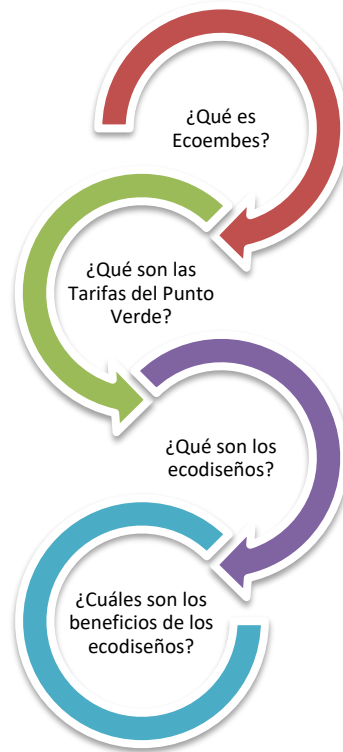 ¿Qué es
Ecoembes?
¿Qué son las
Tarifas del Punto
Verde?
¿Qué son los
ecodiseños?
¿Cuáles son los
beneficios de los
ecodiseños?